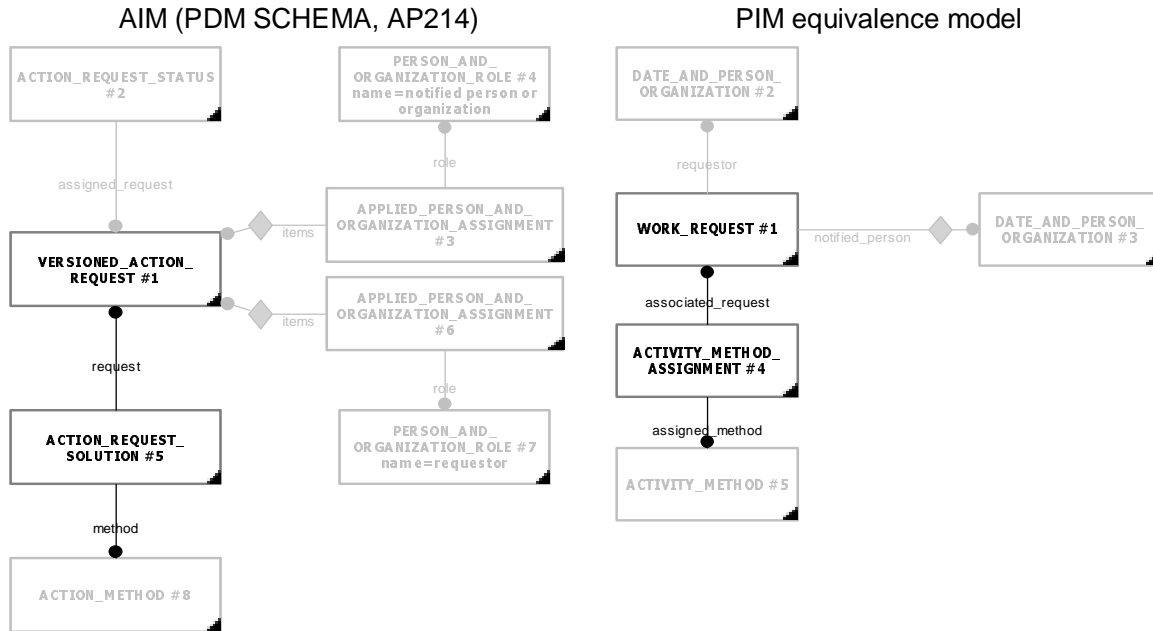 AIM (PDM SCHEMA, AP214)
PIM equivalence model
ACTION_REQUEST_STATUS
#2
PERSON_AND_
ORGANIZATION_ROLE #4
name=notified person or
organization
DATE_AND_PERSON_
ORGANIZATION #2
role
requestor
assigned_request
APPLIED_PERSON_AND_
ORGANIZATION_ASSIGNMENT
#3
items
WORK_REQUEST #1
notified_person
DATE_AND_PERSON_
ORGANIZATION #3
VERSIONED_ACTION_
REQUEST #1
APPLIED_PERSON_AND_
ORGANIZATION_ASSIGNMENT
#6
items
associated_request
request
ACTIVITY_METHOD_
ASSIGNMENT #4
role
ACTION_REQUEST_
SOLUTION #5
PERSON_AND_
ORGANIZATION_ROLE #7
name=requestor
assigned_method
ACTIVITY_METHOD #5
method
ACTION_METHOD #8